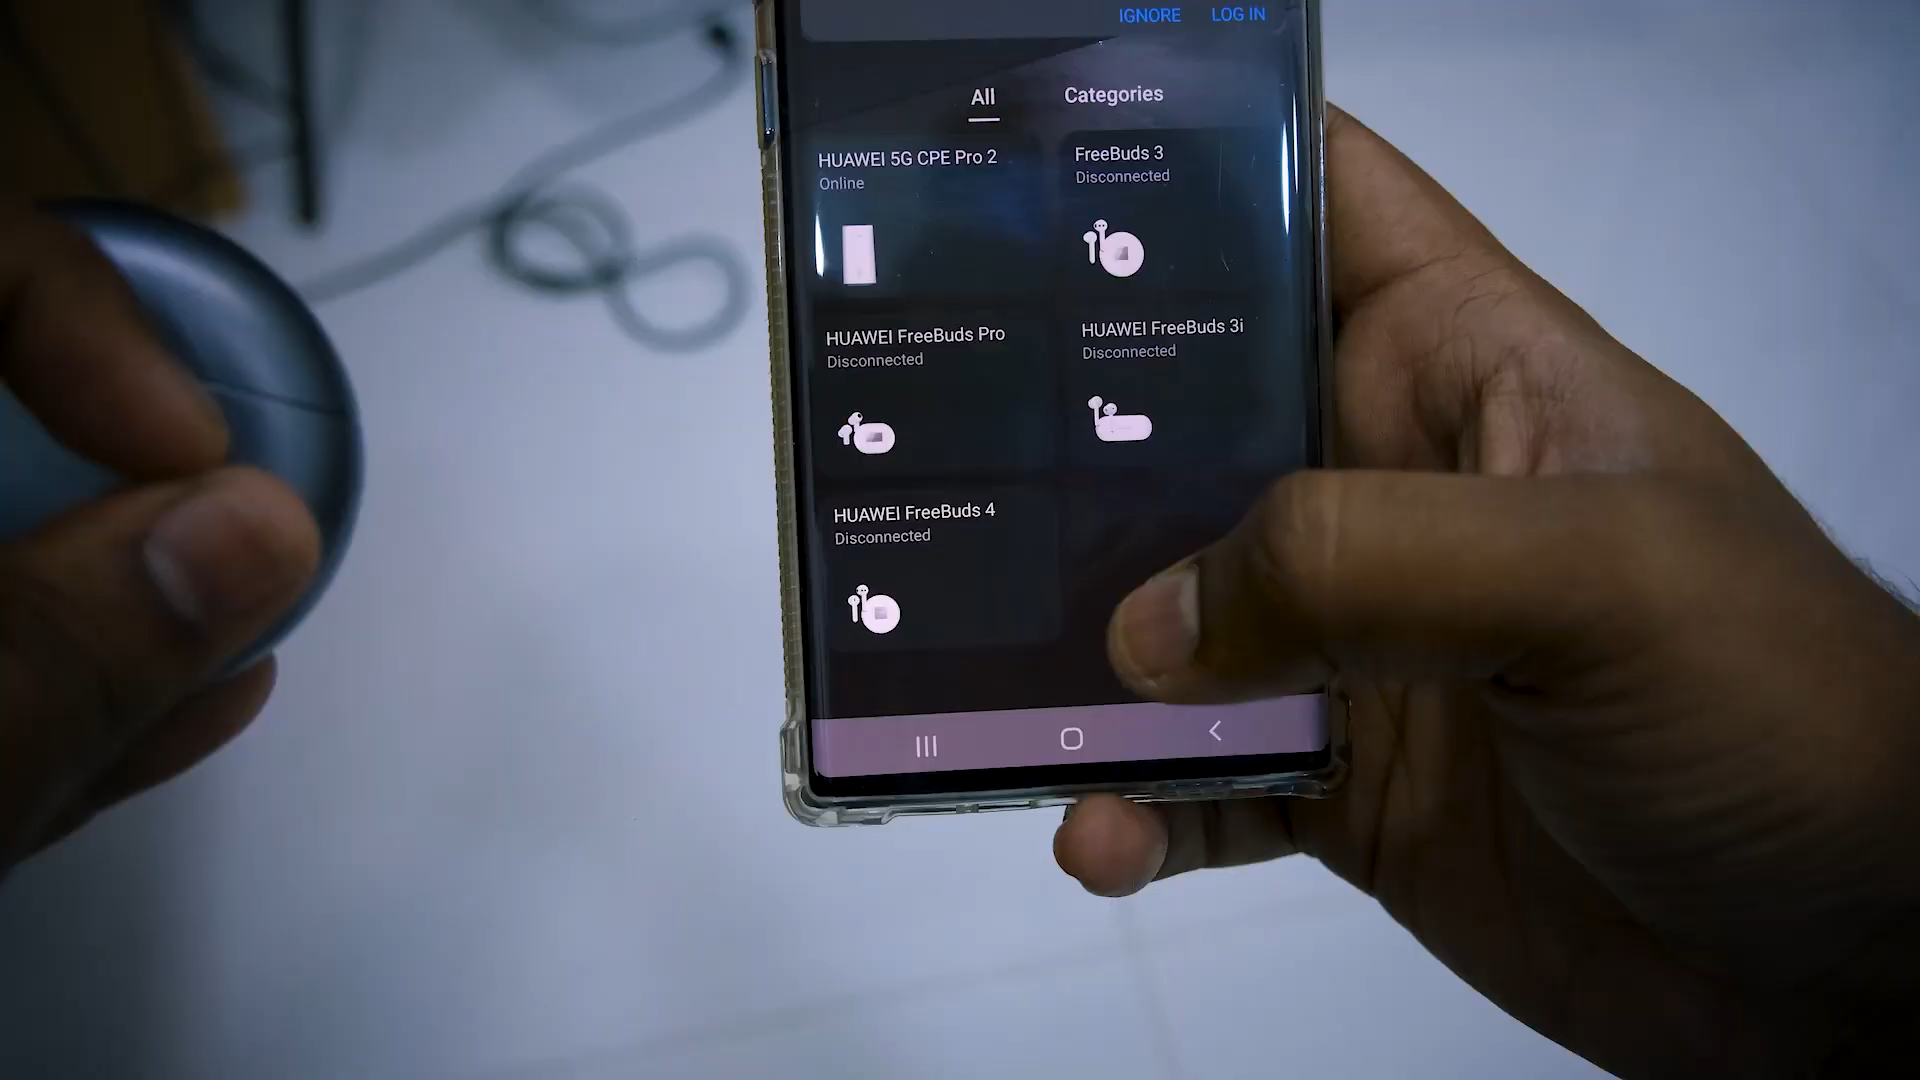 IGNORE LOG IN
All Categories
HUAWEI 5G CPE Pro 2
Online
FreeBuds 3
Disconnected
HUAWEI FreeBuds Pro
Disconnected
HUAWEI FreeBuds 3i
Disconnected
HUAWEI FreeBuds 4
Disconnected